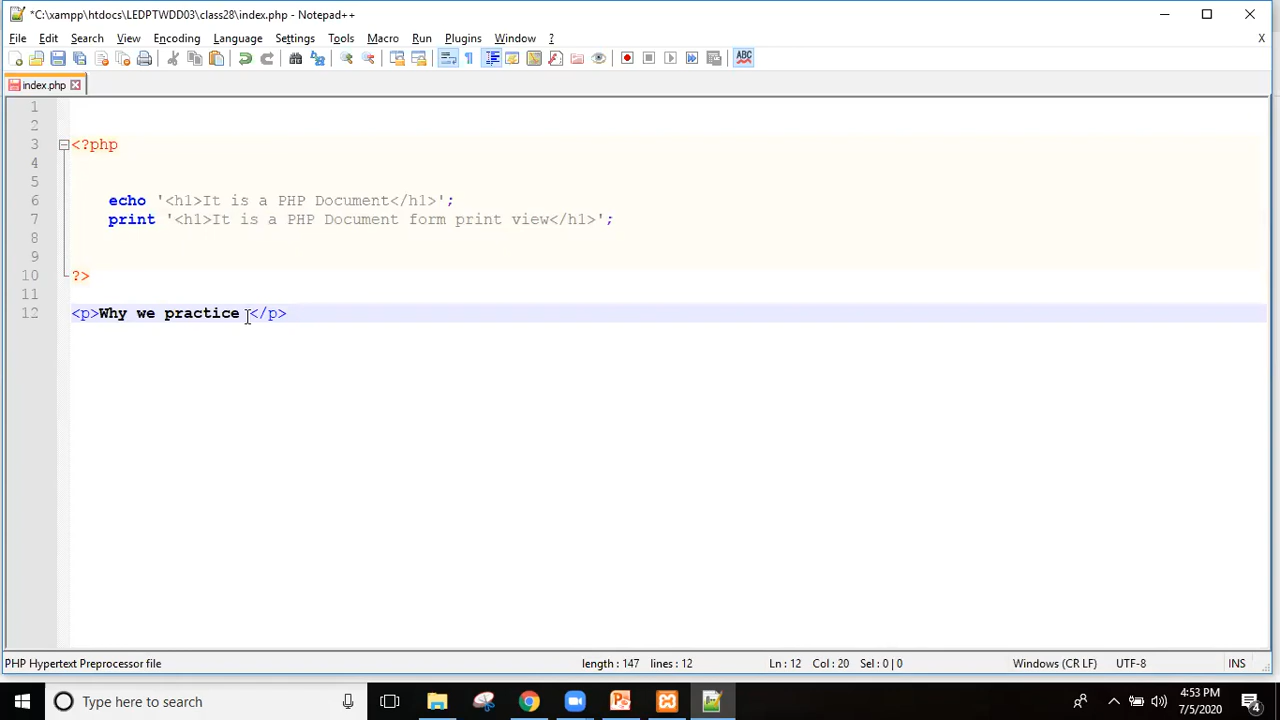 *C:\xampp\htdocs\LEDPTWDD03\class28\index.php - Notepad++
File Edit Search View Encoding Language Settings Tools Macro Run Plugins Window ? X
index.php
1
2
3 <?php
4
5
6 echo '<h1>It is a PHP Document</h1>';
7 print '<h1>It is a PHP Document form print view</h1>';
8
9
10 ?>
11
12 <p>Why we practice </p>
PHP Hypertext Preprocessor file length : 147 lines : 12 Ln : 12 Col : 20 Sel : 0 | 0 Windows (CR LF) UTF-8 INS
Type here to search
4:53 PM
7/5/2020
4